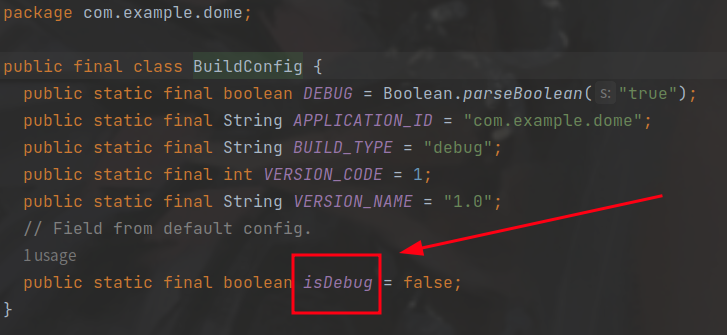 package com.example.dome;
public final class BuildConfig {
public static final boolean DEBUG = Boolean.parseBoolean( s: "true");
public static final String APPLICATION_ID = "com.example.dome";
public static final String BUILD_TYPE = "debug";
public static final int VERSION_CODE = 1;
public static final String VERSION_NAME = "1.0";
// Field from default config.
1 usage
public static final boolean isDebug = false;
}